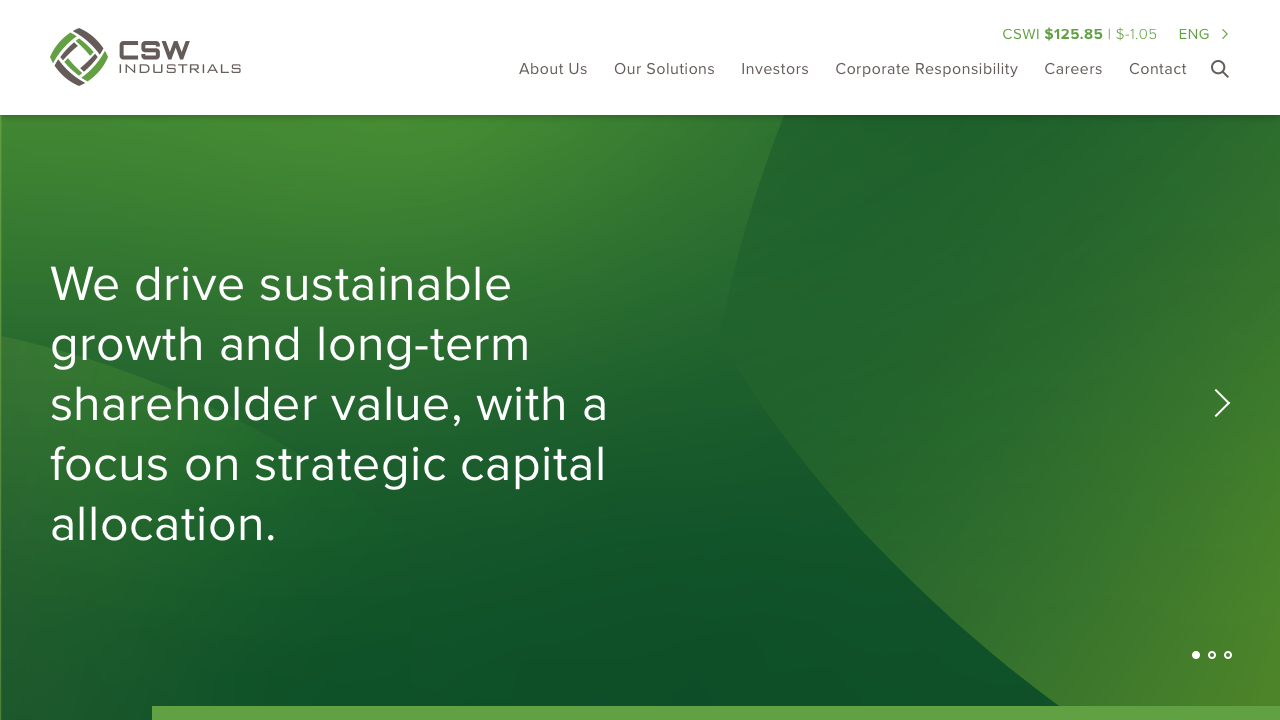 CSW
INDUSTRIALS
CSWI $125.85 | $-1.05 ENG
About Us Our Solutions Investors Corporate Responsibility Careers Contact
We drive sustainable
growth and long-term
shareholder value, with a
focus on strategic capital
allocation.